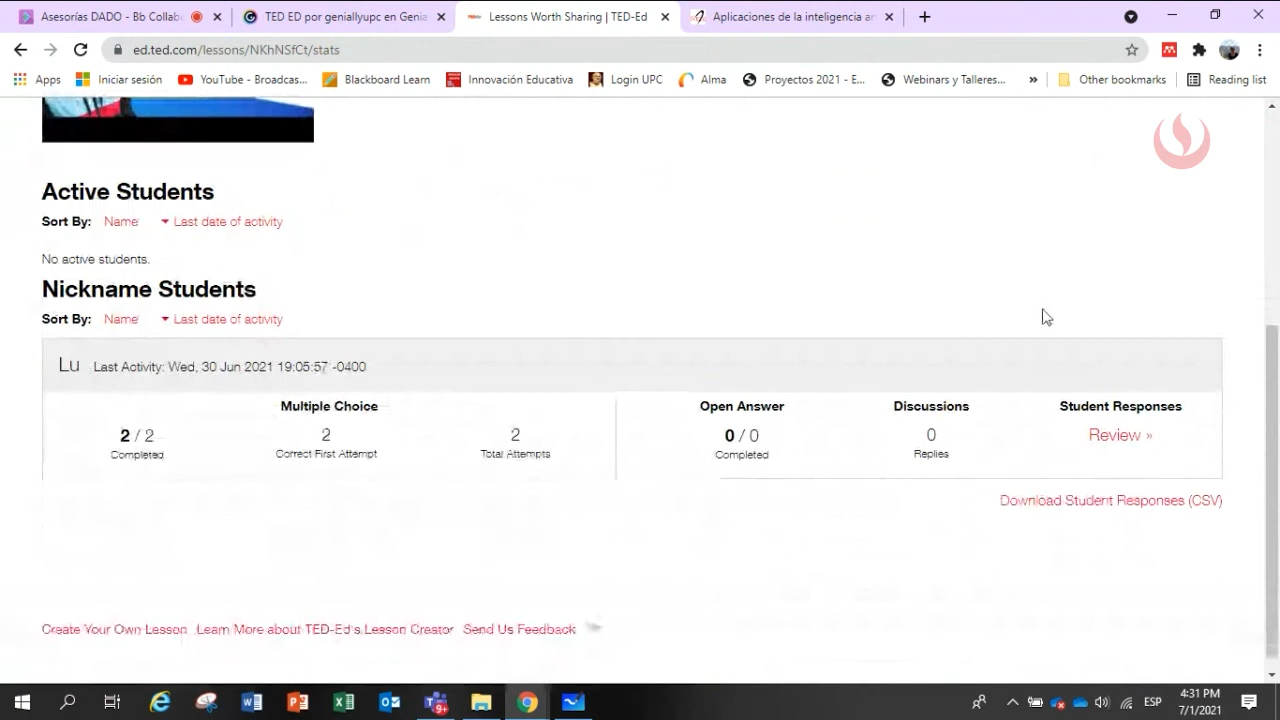 Asesorías DADO - Bb Collabo
TED ED por geniallyupc en Genia
Lessons Worth Sharing | TED-Ed
Aplicaciones de la inteligencia ar
ed.ted.com/lessons/NKhNSfCt/stats
Apps
Iniciar sesión
YouTube - Broadcas...
Blackboard Learn
Innovación Educativa
Login UPC
Alma
Proyectos 2021 - E...
Webinars y Talleres...
»
Other bookmarks
Reading list
Active Students
Sort By: Name Last date of activity
No active students.
Nickname Students
Sort By: Name Last date of activity
Lu Last Activity: Wed, 30 Jun 2021 19:05:57 -0400
Multiple Choice Open Answer Discussions Student Responses
2 / 2 2 2 0 / 0 0 Review »
Completed Correct First Attempt Total Attempts Completed Replies
Download Student Responses (CSV)
Create Your Own Lesson Learn More about TED-Ed's Lesson Creator Send Us Feedback
9+
ESP
4:31 PM
7/1/2021